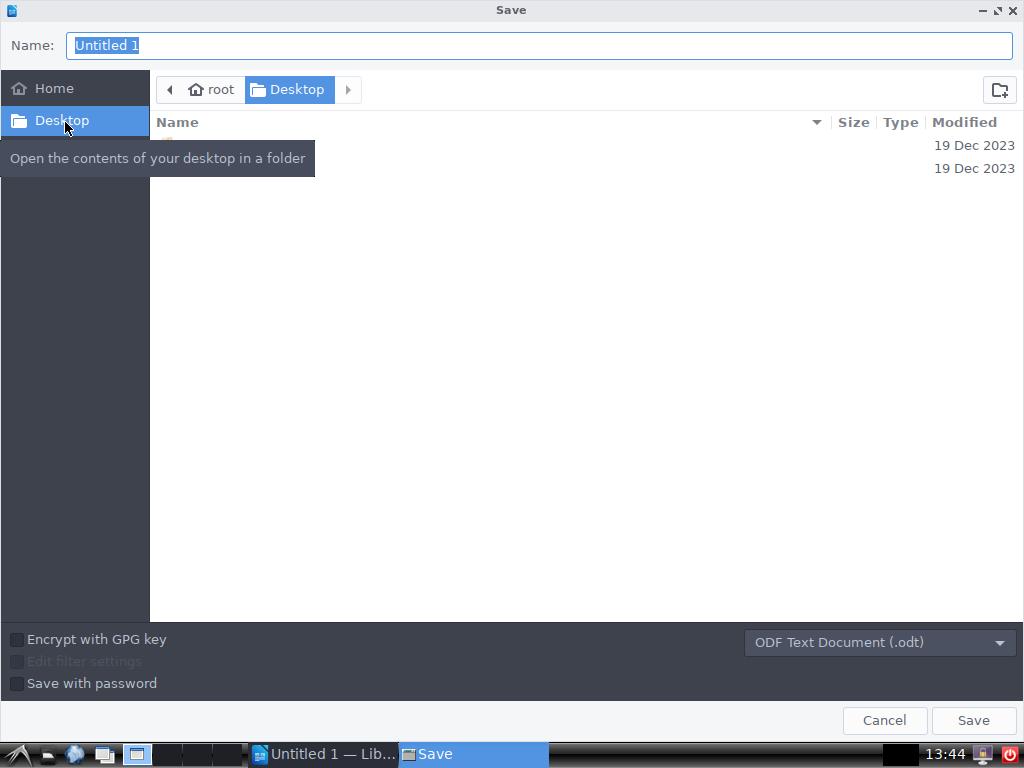 Save
Name: Untitled 1
Home
root
Desktop
Desktop
Name
Size
Type
Modified
Open the contents of your desktop in a folder
19 Dec 2023
19 Dec 2023
Encrypt with GPG key
Edit filter settings
Save with password
ODF Text Document (.odt)
Cancel
Save
Untitled 1 — Lib...
Save
13:44